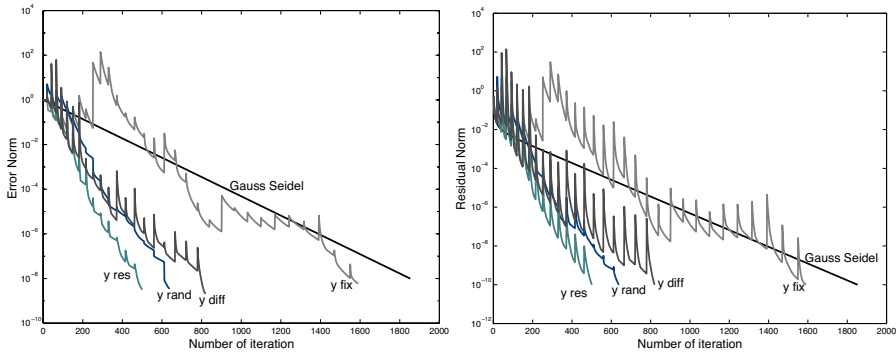 10^4
10^2
10^0
10^-2
10^-4
10^-6
10^-8
10^-10
Error Norm
Gauss Seidel
y res
y rand
y diff
y fix
0 200 400 600 800 1000 1200 1400 1600 1800 2000
Number of iteration
10^4
10^2
10^0
10^-2
10^-4
10^-6
10^-8
10^-10
10^-12
Residual Norm
Gauss Seidel
y res
y rand
y diff
y fix
0 200 400 600 800 1000 1200 1400 1600 1800 2000
Number of iteration